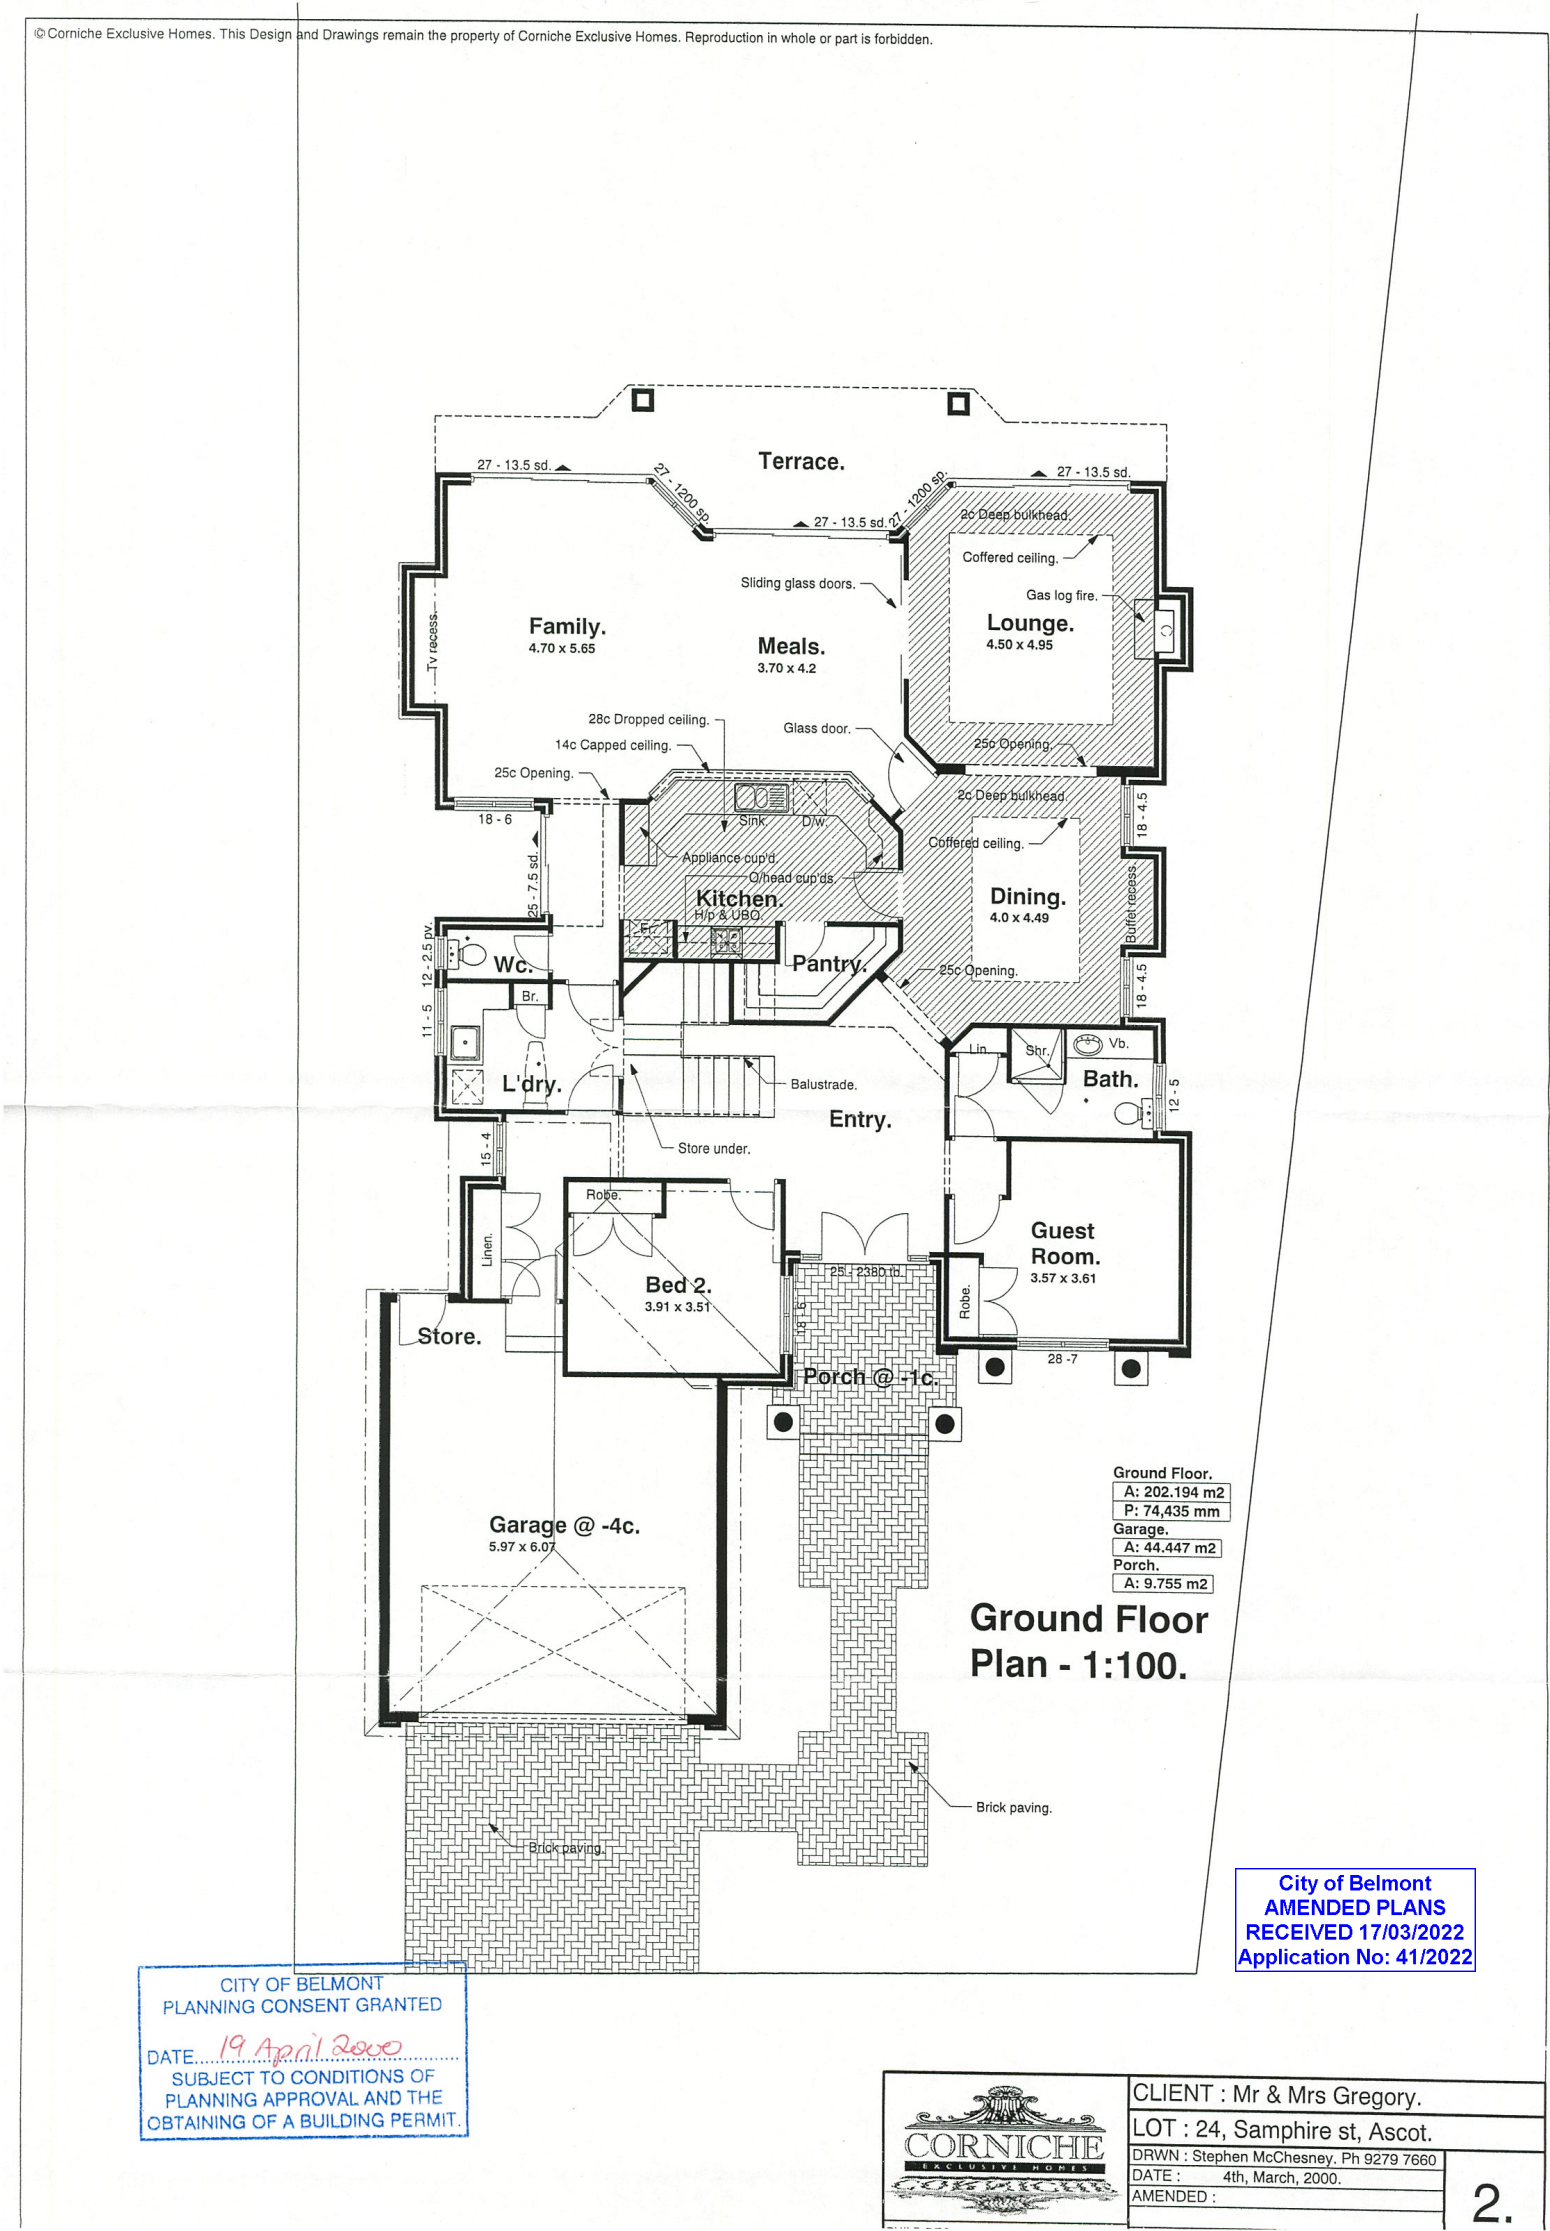 © Corniche Exclusive Homes. This Design and Drawings remain the property of Corniche Exclusive Homes. Reproduction in whole or part is forbidden.
Terrace.
27 - 13.5 sd.
27 - 1200 sp.
27 - 13.5 sd.
27 - 1200 sp.
27 - 13.5 sd.
2c Deep bulkhead.
Coffered ceiling.
Sliding glass doors.
Gas log fire.
Family.
4.70 x 5.65
Tv recess.
Meals.
3.70 x 4.2
Lounge.
4.50 x 4.95
28c Dropped ceiling.
Glass door.
14c Capped ceiling.
25c Opening.
25c Opening.
18 - 6
2c Deep bulkhead.
18 - 4.5
Sink.
D/w.
Coffered ceiling.
25 - 7.5 sd.
Appliance cup'd.
O/head cup'ds.
Kitchen.
H/p & UBO.
Fr.
Dining.
4.0 x 4.49
Buffet recess.
12 - 2.5 pv.
Wc.
Pantry.
25c Opening.
18 - 4.5
Br.
11 - 5
L'dry.
Lin.
Shr.
Vb.
Bath.
12 - 5
Balustrade.
Entry.
15 - 4
Store under.
Robe.
Linen.
Guest
Room.
3.57 x 3.61
Robe.
25 - 2380 td.
Bed 2.
3.91 x 3.51
18 - 6
Store.
28 -7
Porch @ -1c.
Ground Floor.
A: 202.194 m2
P: 74,435 mm
Garage.
A: 44.447 m2
Porch.
A: 9.755 m2
Garage @ -4c.
5.97 x 6.07
Ground Floor
Plan - 1:100.
Brick paving.
Brick paving.
City of Belmont
AMENDED PLANS
RECEIVED 17/03/2022
Application No: 41/2022
CITY OF BELMONT
PLANNING CONSENT GRANTED
DATE 19 April 2000
SUBJECT TO CONDITIONS OF
PLANNING APPROVAL AND THE
OBTAINING OF A BUILDING PERMIT.
CORNICHE
EXCLUSIVE HOMES
CLIENT : Mr & Mrs Gregory.
LOT : 24, Samphire st, Ascot.
DRWN : Stephen McChesney. Ph 9279 7660
DATE : 4th, March, 2000.
AMENDED :
2.